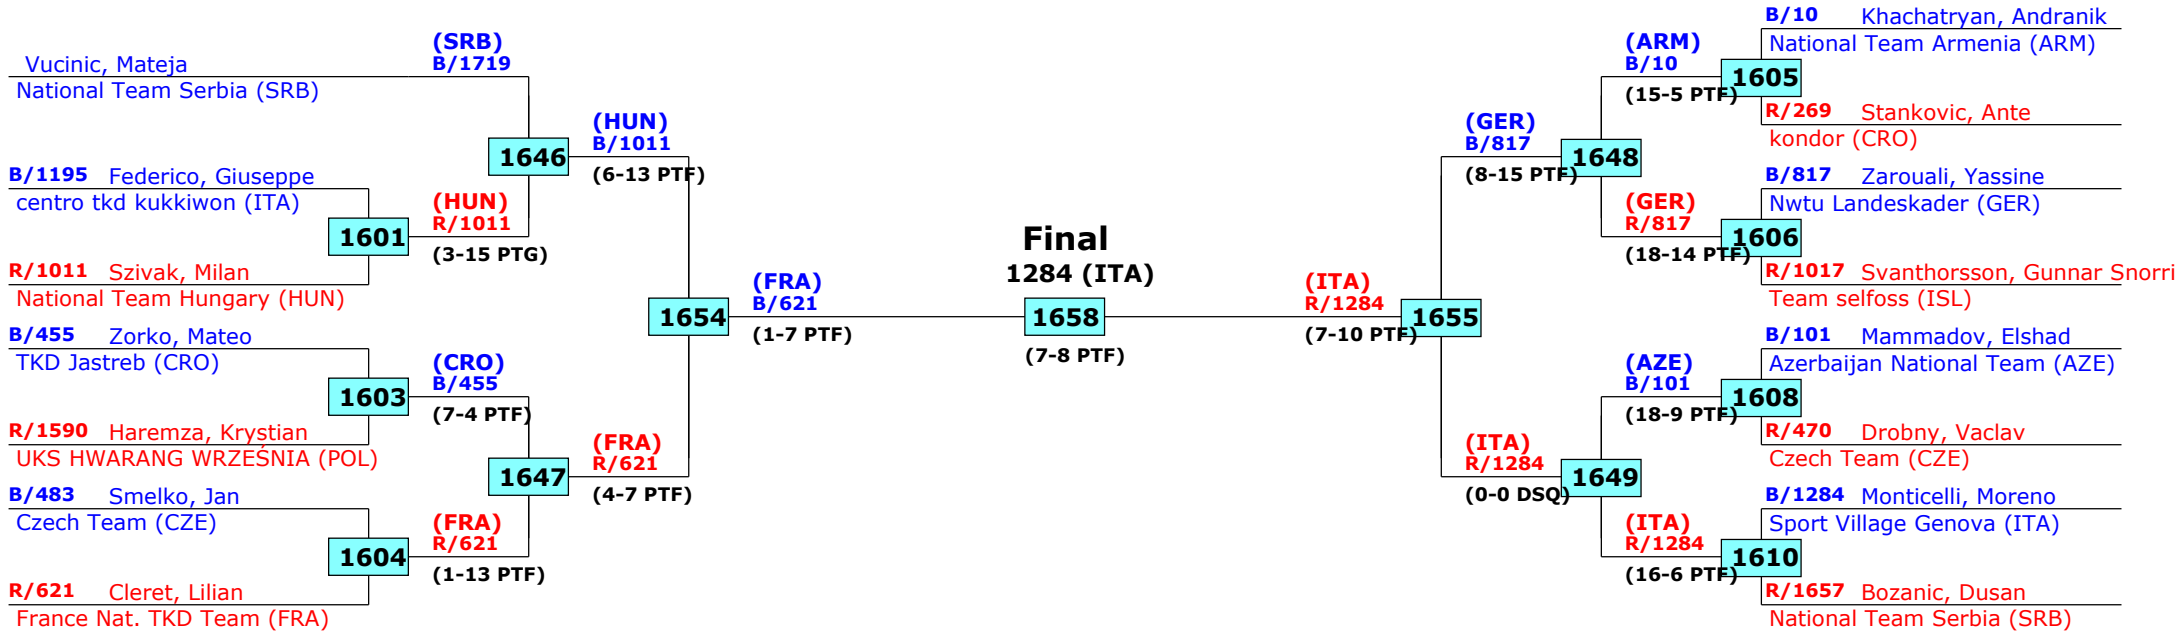 Vucinic, Mateja
National Team Serbia (SRB)
(SRB)
B/1719
1646
B/1195 Federico, Giuseppe
centro tkd kukkiwon (ITA)
1601
R/1011 Szivak, Milan
National Team Hungary (HUN)
(HUN)
R/1011
(3-15 PTG)
(HUN)
B/1011
(6-13 PTF)
B/455 Zorko, Mateo
TKD Jastreb (CRO)
1603
R/1590 Haremza, Krystian
UKS HWARANG WRZEŚNIA (POL)
(CRO)
B/455
(7-4 PTF)
1647
B/483 Smelko, Jan
Czech Team (CZE)
1604
R/621 Cleret, Lilian
France Nat. TKD Team (FRA)
(FRA)
R/621
(1-13 PTF)
(FRA)
R/621
(4-7 PTF)
1654
(FRA)
B/621
(1-7 PTF)
Final
1284 (ITA)
1658
(7-8 PTF)
(ITA)
R/1284
(7-10 PTF)
1655
(GER)
B/817
(8-15 PTF)
1648
(ARM)
B/10
(15-5 PTF)
1605
B/10 Khachatryan, Andranik
National Team Armenia (ARM)
R/269 Stankovic, Ante
kondor (CRO)
(GER)
R/817
(18-14 PTF)
1606
B/817 Zarouali, Yassine
Nwtu Landeskader (GER)
R/1017 Svanthorsson, Gunnar Snorri
Team selfoss (ISL)
(ITA)
R/1284
(0-0 DSQ)
1649
(AZE)
B/101
(18-9 PTF)
1608
B/101 Mammadov, Elshad
Azerbaijan National Team (AZE)
R/470 Drobny, Vaclav
Czech Team (CZE)
(ITA)
R/1284
(16-6 PTF)
1610
B/1284 Monticelli, Moreno
Sport Village Genova (ITA)
R/1657 Bozanic, Dusan
National Team Serbia (SRB)